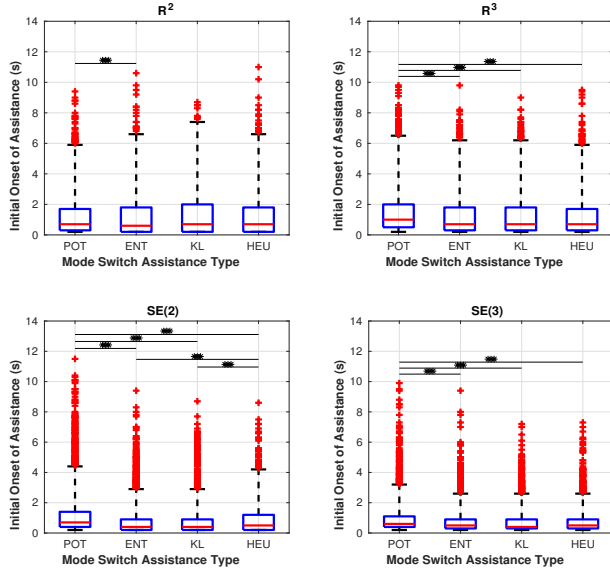 R²
R³
Initial Onset of Assistance (s)
14
12
10
8
6
4
2
0
***
POT ENT KL HEU
Mode Switch Assistance Type
Initial Onset of Assistance (s)
14
12
10
8
6
4
2
0
***
***
***
POT ENT KL HEU
Mode Switch Assistance Type
SE(2)
SE(3)
Initial Onset of Assistance (s)
14
12
10
8
6
4
2
0
***
***
***
***
***
POT ENT KL HEU
Mode Switch Assistance Type
Initial Onset of Assistance (s)
14
12
10
8
6
4
2
0
***
***
***
POT ENT KL HEU
Mode Switch Assistance Type